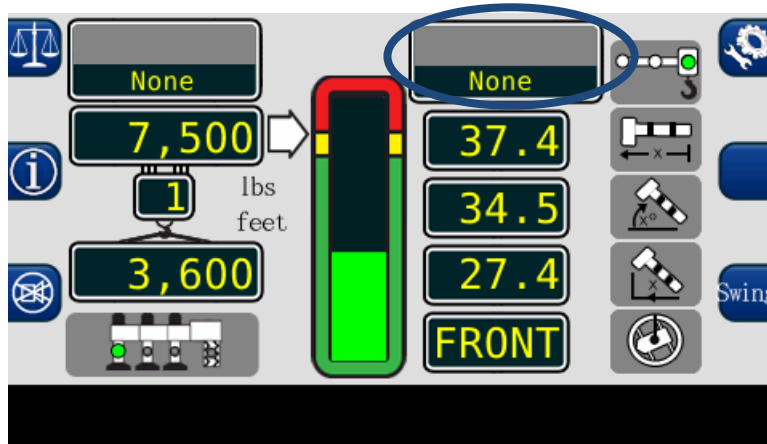 None
None
7,500
37.4
1
lbs
feet
34.5
3,600
27.4
Swing
FRONT